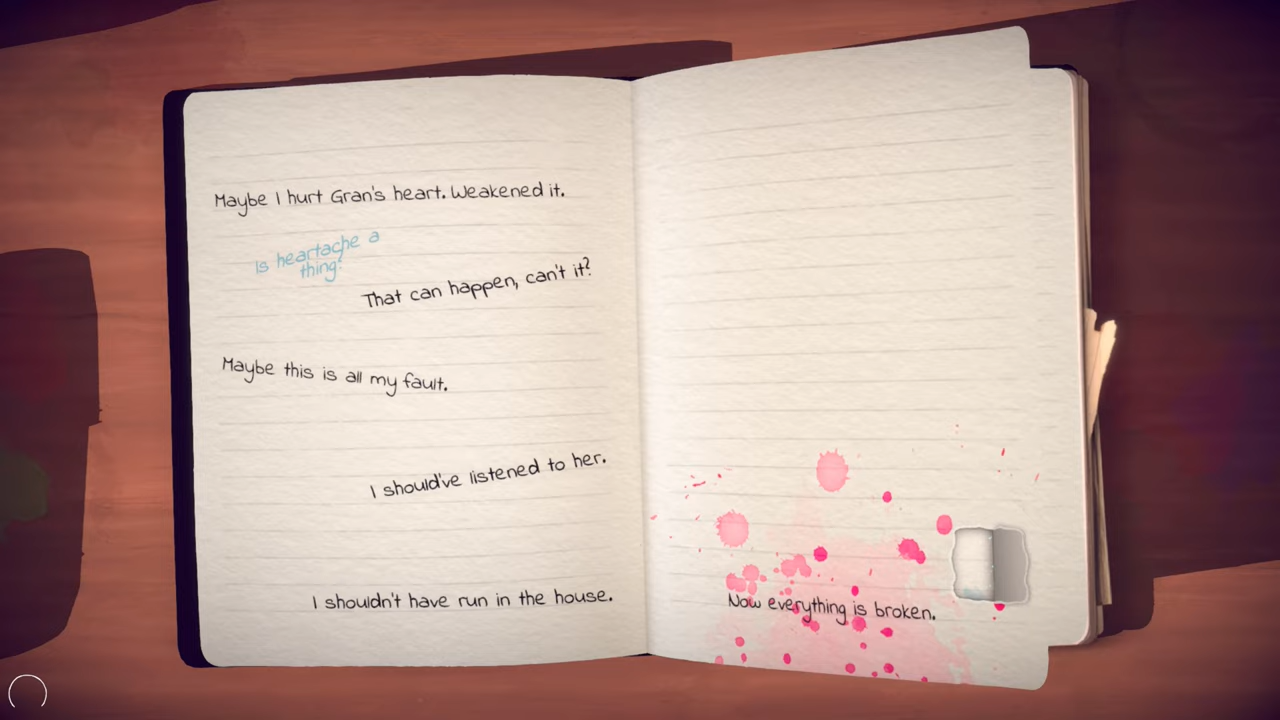 Maybe I hurt Gran's heart. Weakened it.
Is heartache a
thing?
That can happen, can't it?
Maybe this is all my fault.
I should've listened to her.
I shouldn't have run in the house.
Now everything is broken.